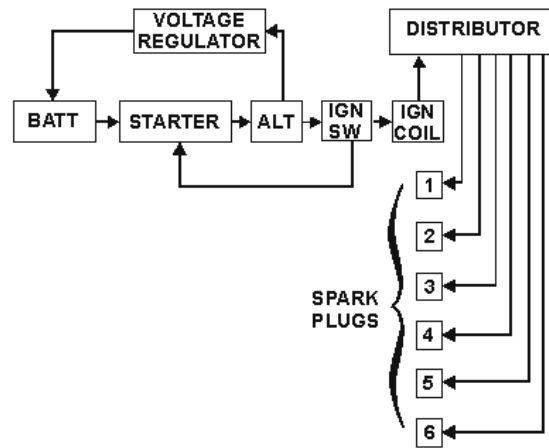 VOLTAGE
REGULATOR
DISTRIBUTOR
BATT
STARTER
ALT
IGN
SW
IGN
COIL
SPARK
PLUGS
1
2
3
4
5
6